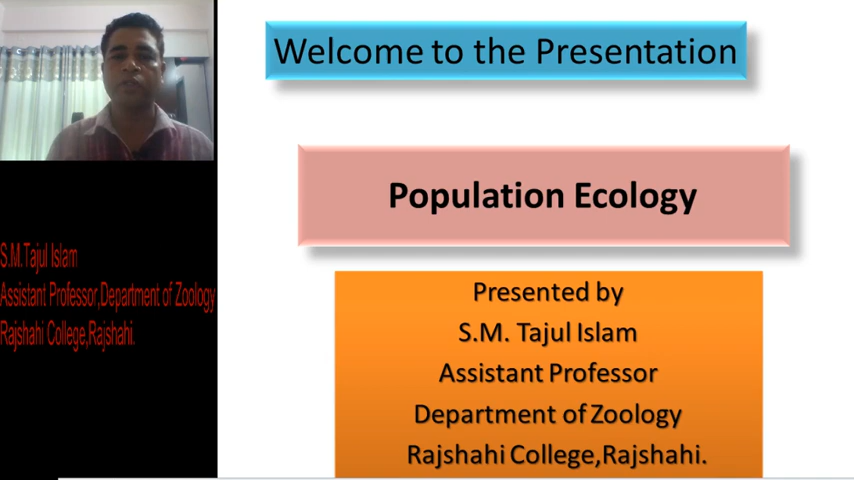 Welcome to the Presentation
Population Ecology
S.M.Tajul Islam
Assistant Professor,Department of Zoology
Rajshahi College,Rajshahi.
Presented by
S.M. Tajul Islam
Assistant Professor
Department of Zoology
Rajshahi College,Rajshahi.